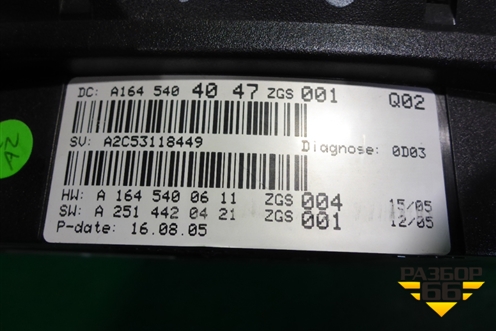 DC: A164 540 40 47 ZGS 001 Q02
SV: A2C53118449 Diagnose: 0D03
HW: A 164 540 06 11 ZGS 004 15/05
SW: A 251 442 04 21 ZGS 001 12/05
P-date: 16.08.05
AZ
РАЗБОР
66